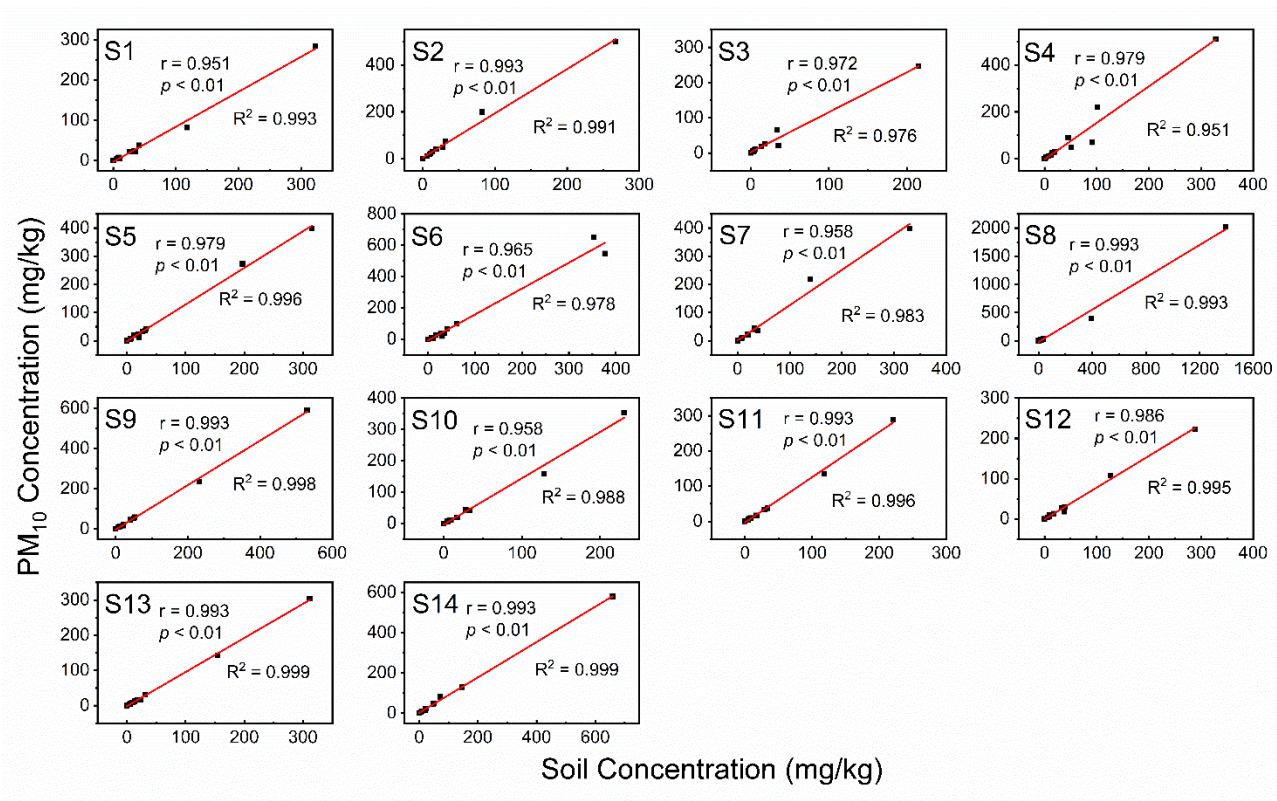 PM10 Concentration (mg/kg)
S1
r = 0.951
p < 0.01
R² = 0.993
300
200
100
0
0 100 200 300
S2
r = 0.993
p < 0.01
R² = 0.991
400
200
0
0 100 200 300
S3
r = 0.972
p < 0.01
R² = 0.976
300
200
100
0
0 50 100 150 200 250
S4
r = 0.979
p < 0.01
R² = 0.951
400
200
0
0 100 200 300 400
S5
r = 0.979
p < 0.01
R² = 0.996
400
300
200
100
0
0 100 200 300
S6
r = 0.965
p < 0.01
R² = 0.978
800
600
400
200
0
0 100 200 300 400
S7
r = 0.958
p < 0.01
R² = 0.983
400
300
200
100
0
0 100 200 300 400
S8
r = 0.993
p < 0.01
R² = 0.993
2000
1500
1000
500
0
0 400 800 1200 1600
S9
r = 0.993
p < 0.01
R² = 0.998
600
400
200
0
0 200 400 600
S10
r = 0.958
p < 0.01
R² = 0.988
400
300
200
100
0
0 100 200
S11
r = 0.993
p < 0.01
R² = 0.996
300
200
100
0
0 100 200 300
S12
r = 0.986
p < 0.01
R² = 0.995
300
200
100
0
0 100 200 300 400
S13
r = 0.993
p < 0.01
R² = 0.999
300
200
100
0
0 100 200 300
S14
r = 0.993
p < 0.01
R² = 0.999
600
400
200
0
0 200 400 600
Soil Concentration (mg/kg)